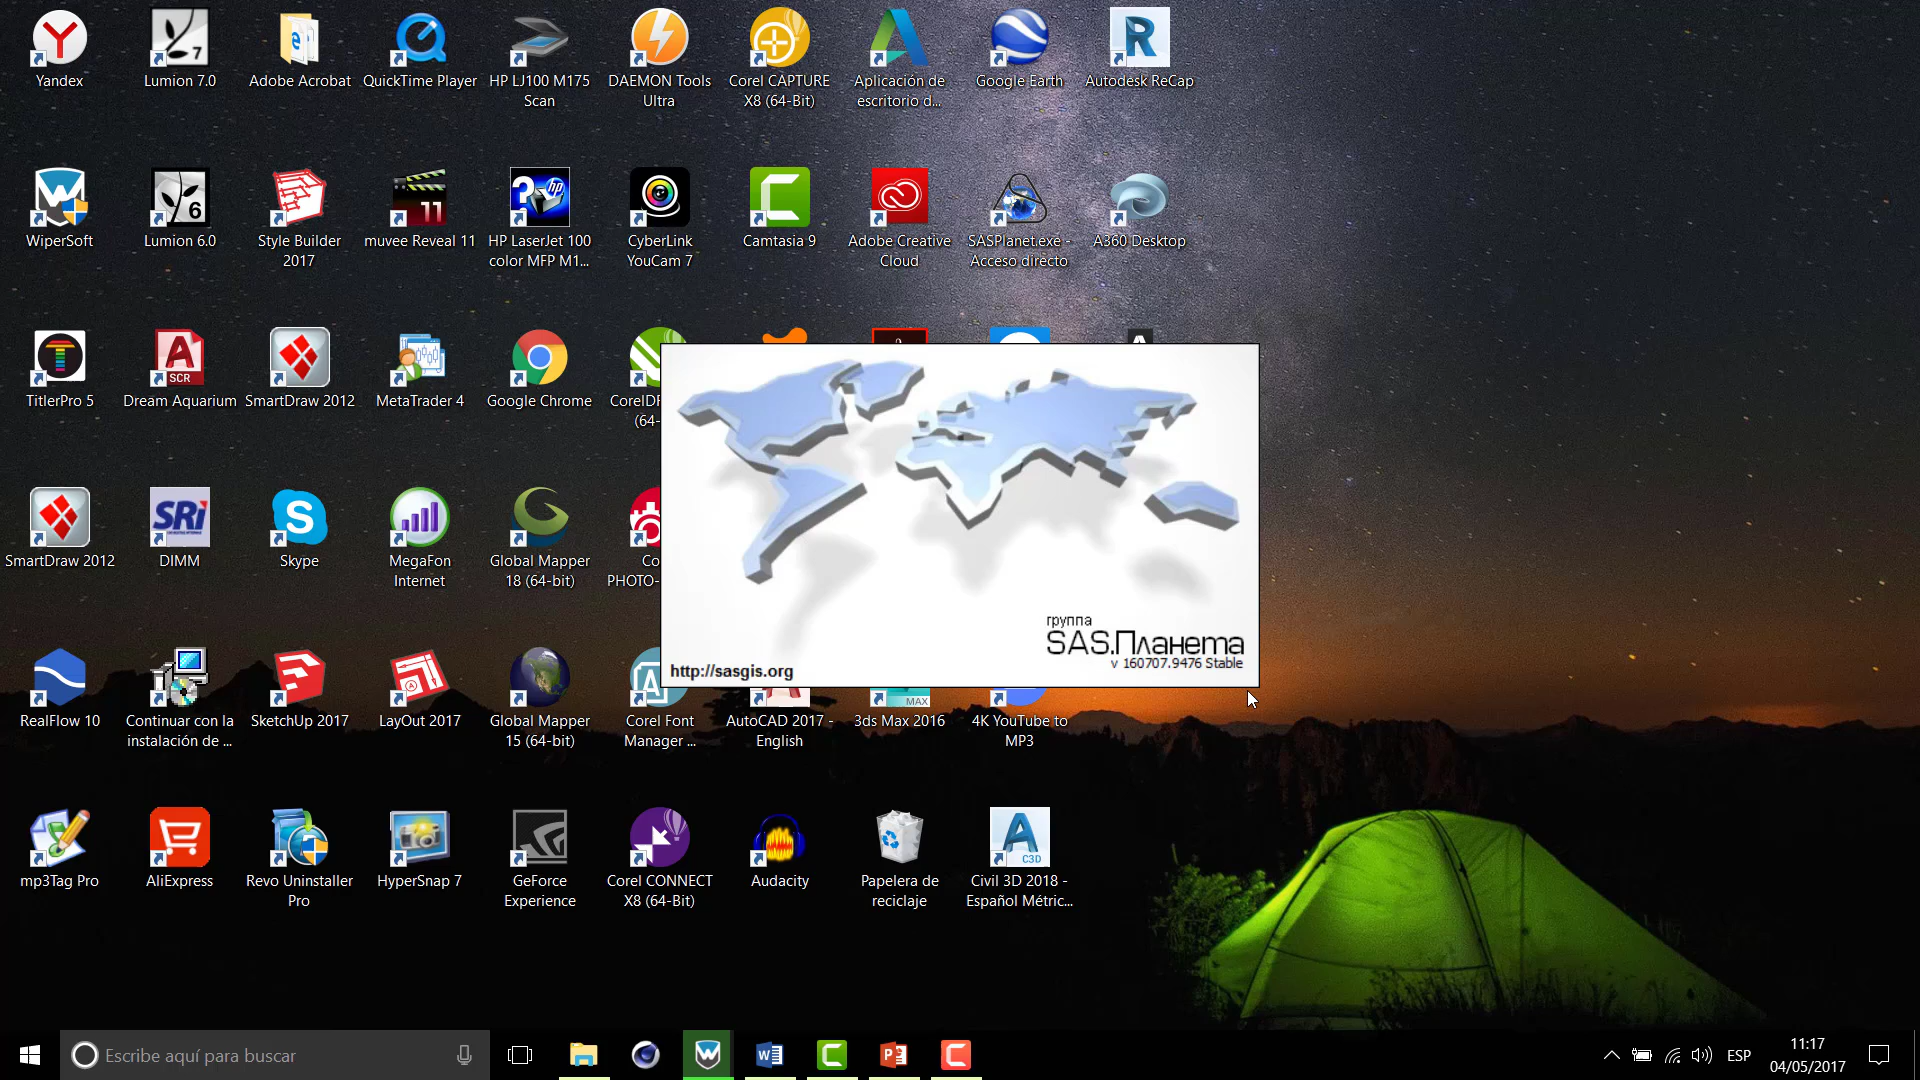 Yandex
Lumion 7.0
Adobe Acrobat
QuickTime Player
HP LJ100 M175
Scan
DAEMON Tools
Ultra
Corel CAPTURE
X8 (64-Bit)
Aplicación de
escritorio d...
Google Earth
Autodesk ReCap
WiperSoft
Lumion 6.0
Style Builder
2017
muvee Reveal 11
HP LaserJet 100
color MFP M1...
CyberLink
YouCam 7
Camtasia 9
Adobe Creative
Cloud
SASPlanet.exe -
Acceso directo
A360 Desktop
TitlerPro 5
Dream Aquarium
SmartDraw 2012
MetaTrader 4
Google Chrome
CorelD
(64-
SmartDraw 2012
DIMM
Skype
MegaFon
Internet
Global Mapper
18 (64-bit)
Co
PHOTO-
группа
SAS.Планета
v 160707.9476 Stable
http://sasgis.org
RealFlow 10
Continuar con la
instalación de ...
SketchUp 2017
LayOut 2017
Global Mapper
15 (64-bit)
Corel Font
Manager ...
AutoCAD 2017 -
English
3ds Max 2016
4K YouTube to
MP3
mp3Tag Pro
AliExpress
Revo Uninstaller
Pro
HyperSnap 7
GeForce
Experience
Corel CONNECT
X8 (64-Bit)
Audacity
Papelera de
reciclaje
Civil 3D 2018 -
Español Métric...
Escribe aquí para buscar
ESP
11:17
04/05/2017